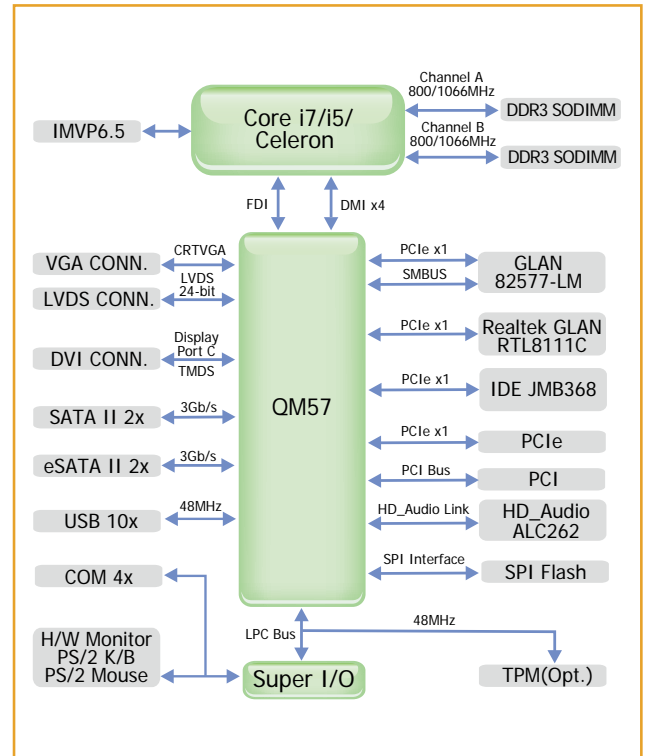 Channel A
800/1066MHz
Core i7/i5/
Celeron
IMVP6.5
DDR3 SODIMM
Channel B
800/1066MHz
DDR3 SODIMM
FDI
DMI x4
VGA CONN.
CRTVGA
LVDS CONN.
LVDS
24-bit
DVI CONN.
Display
Port C
TMDS
SATA II 2x
3Gb/s
eSATA II 2x
3Gb/s
USB 10x
48MHz
QM57
PCIe x1
SMBUS
GLAN
82577-LM
PCIe x1
Realtek GLAN
RTL8111C
PCIe x1
IDE JMB368
PCIe x1
PCIe
PCI Bus
PCI
HD_Audio Link
HD_Audio
ALC262
SPI Interface
SPI Flash
COM 4x
H/W Monitor
PS/2 K/B
PS/2 Mouse
LPC Bus
48MHz
Super I/O
TPM(Opt.)